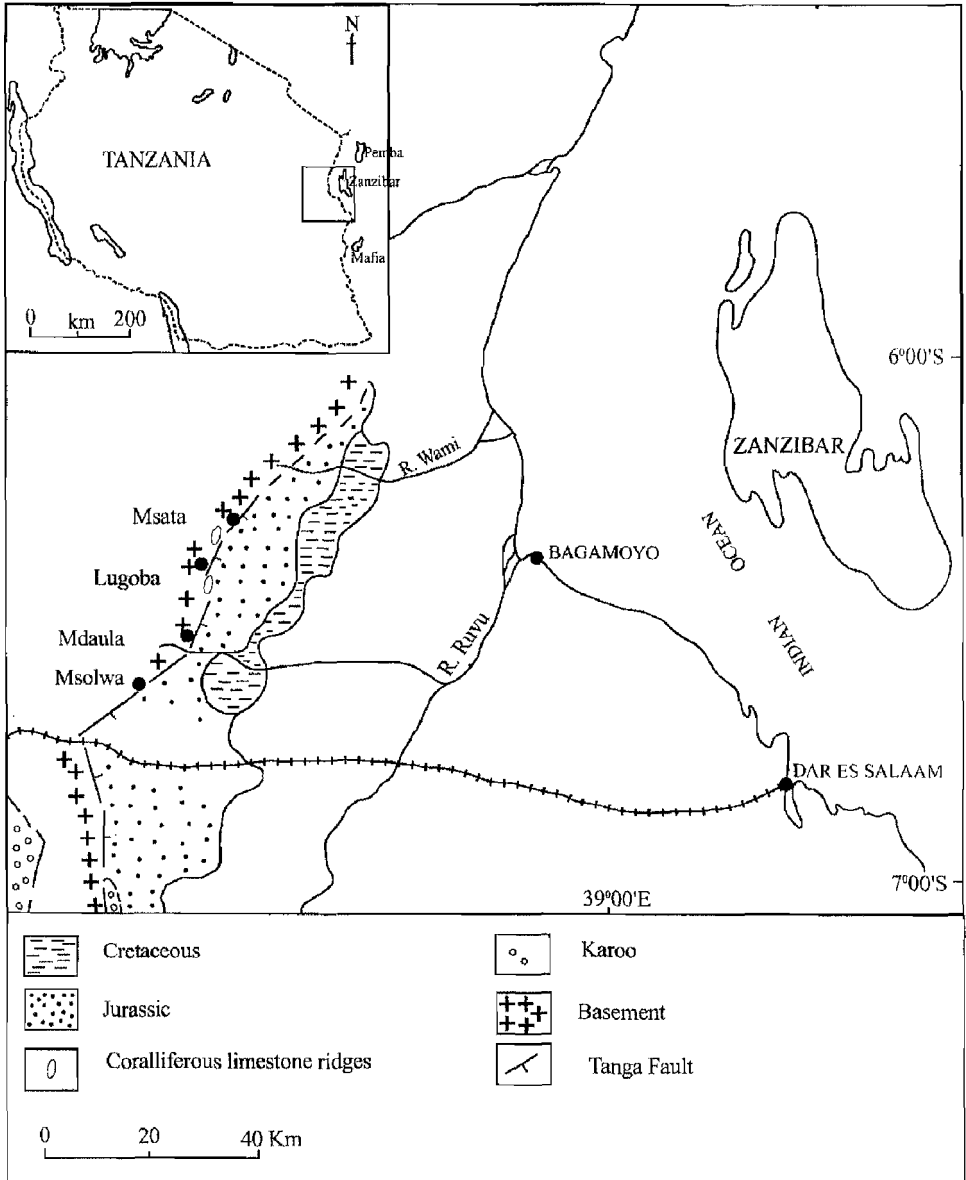 N
TANZANIA
Pemba
Zanzibar
Mafia
0 km 200
6°00'S
ZANZIBAR
R. Wami
Msata
OCEAN
BAGAMOYO
Lugoba
INDIAN
Mdaula
R. Ruvu
Msolwa
DAR ES SALAAM
39°00'E
7°00'S
Cretaceous
Karoo
Jurassic
Basement
Coralliferous limestone ridges
Tanga Fault
0 20 40 Km